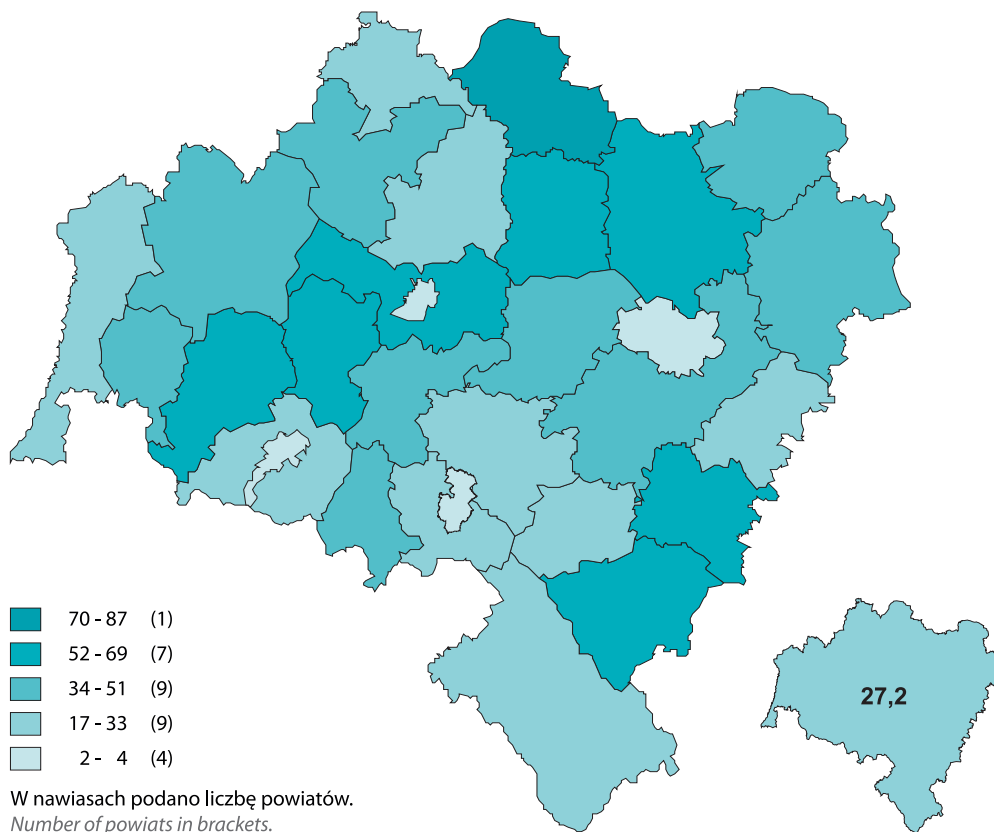 70 - 87 (1)
52 - 69 (7)
34 - 51 (9)
17 - 33 (9)
2 - 4 (4)
27,2
W nawiasach podano liczbę powiatów.
Number of powiats in brackets.